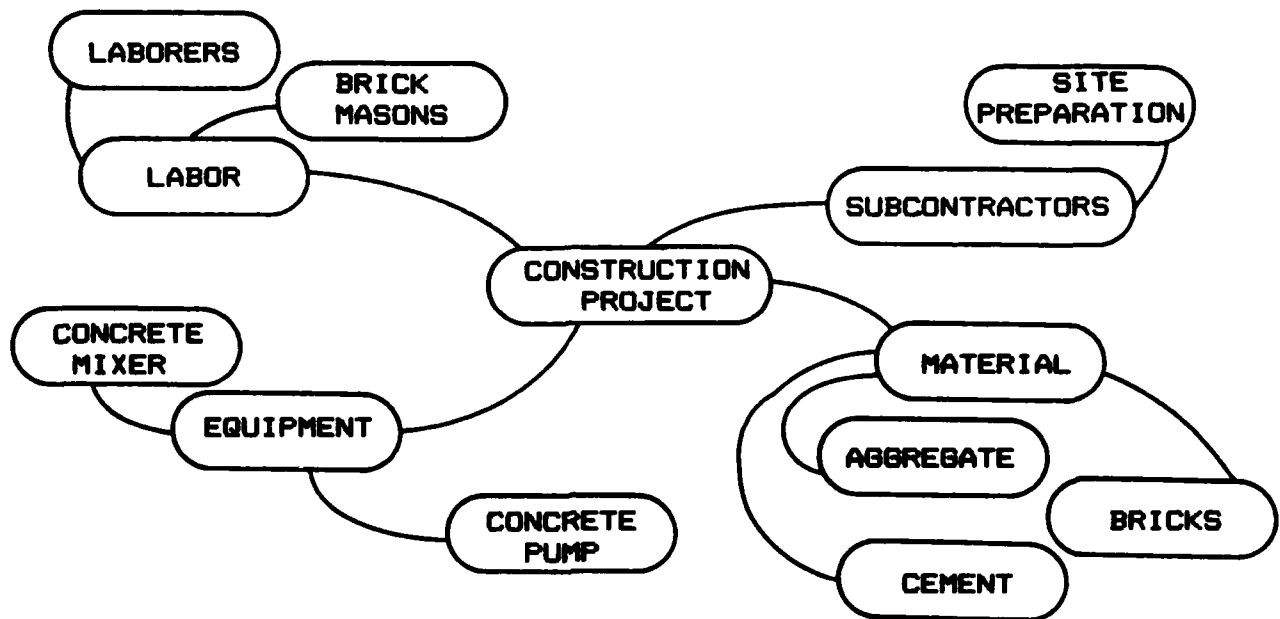 LABORERS
BRICK
MASONS
LABOR
SITE
PREPARATION
SUBCONTRACTORS
CONSTRUCTION
PROJECT
CONCRETE
MIXER
EQUIPMENT
MATERIAL
AGGREGATE
BRICKS
CONCRETE
PUMP
CEMENT